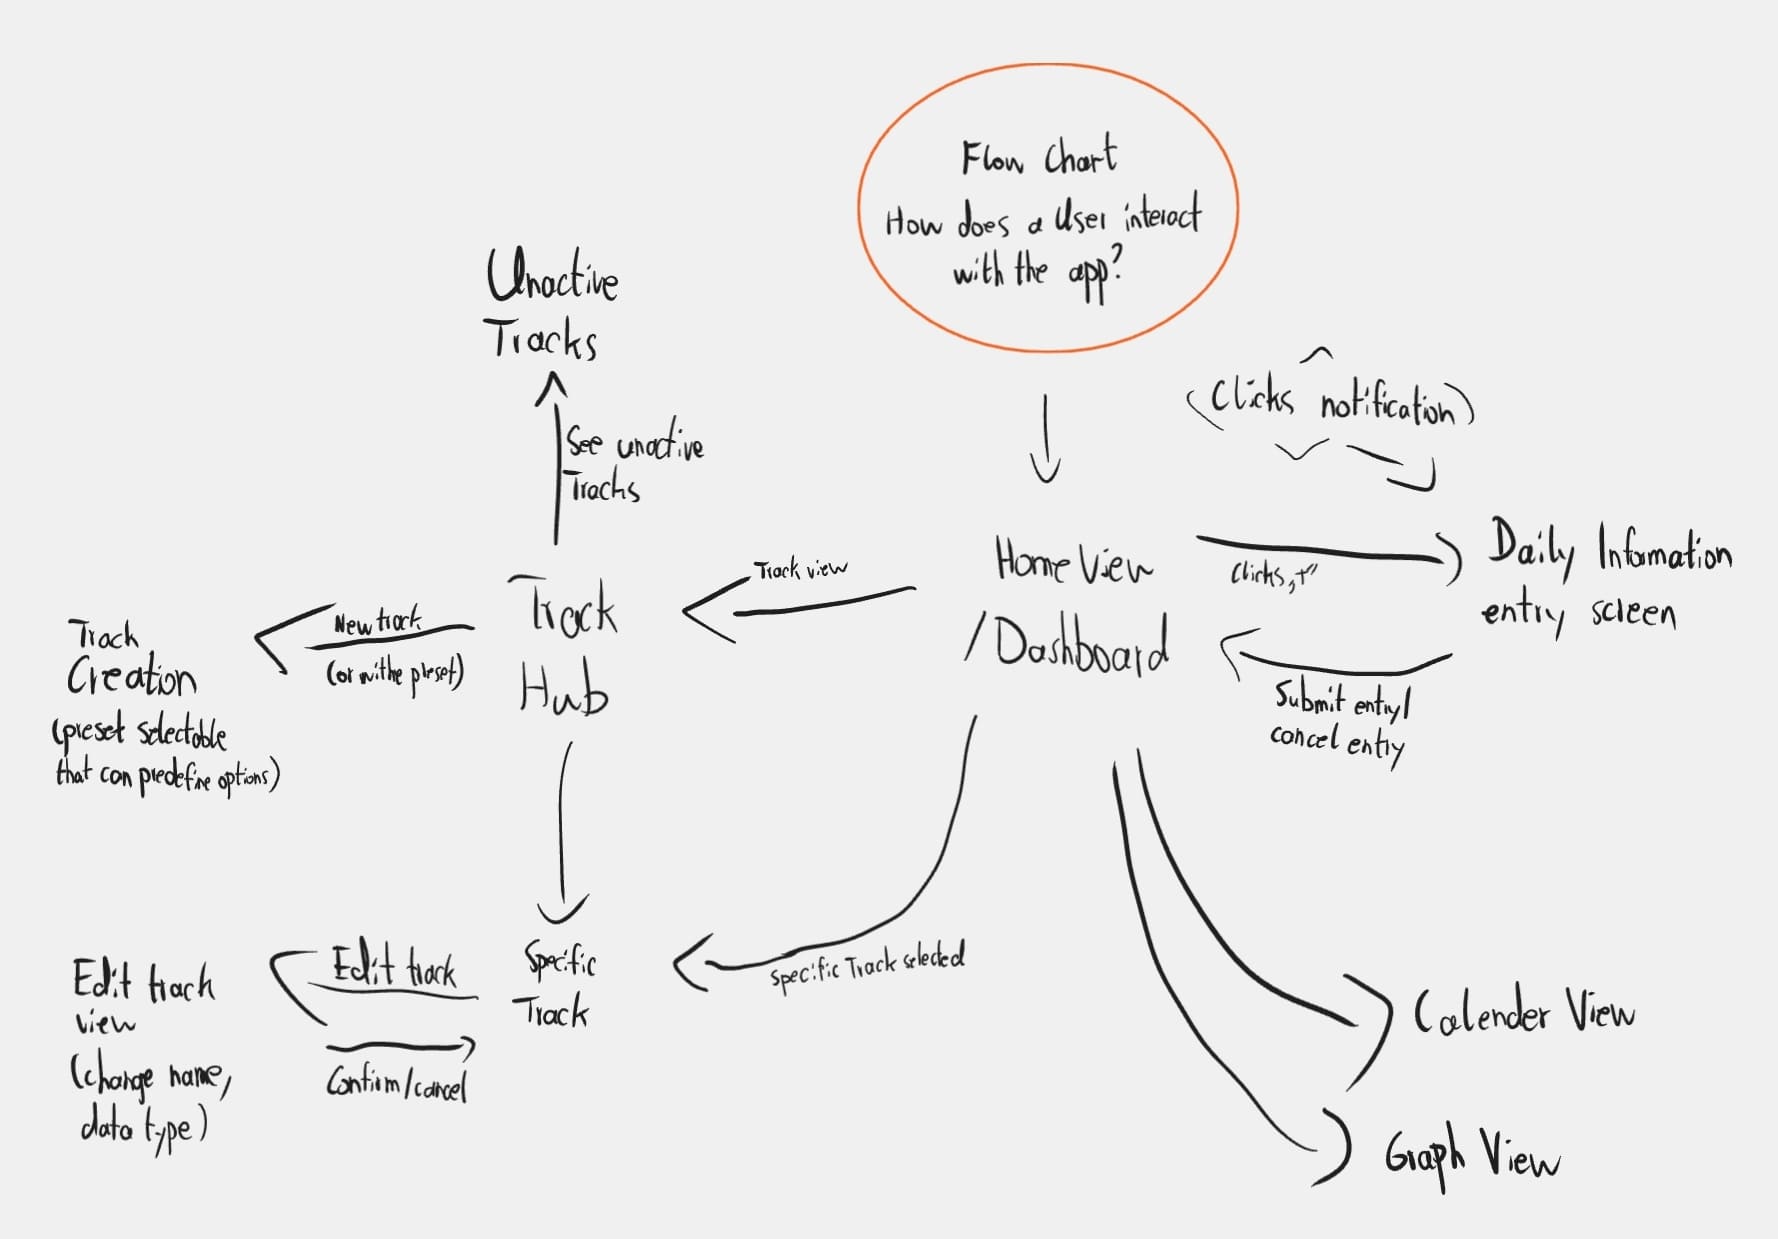 Flow Chart
How does a User interact
with the app?
Unactive
Tracks
See unactive
Tracks
(Clicks notification)
Home View
/Dashboard
Clicks „+"
Daily Information
entry screen
Submit entry/
cancel entry
Track view
Track
Hub
New track
(or withe preset)
Track
Creation
(preset selectable
that can predefine options)
Specific
Track
Specific Track selected
Edit track
Confirm/cancel
Edit track
view
(change name,
data type)
Calender View
Graph View